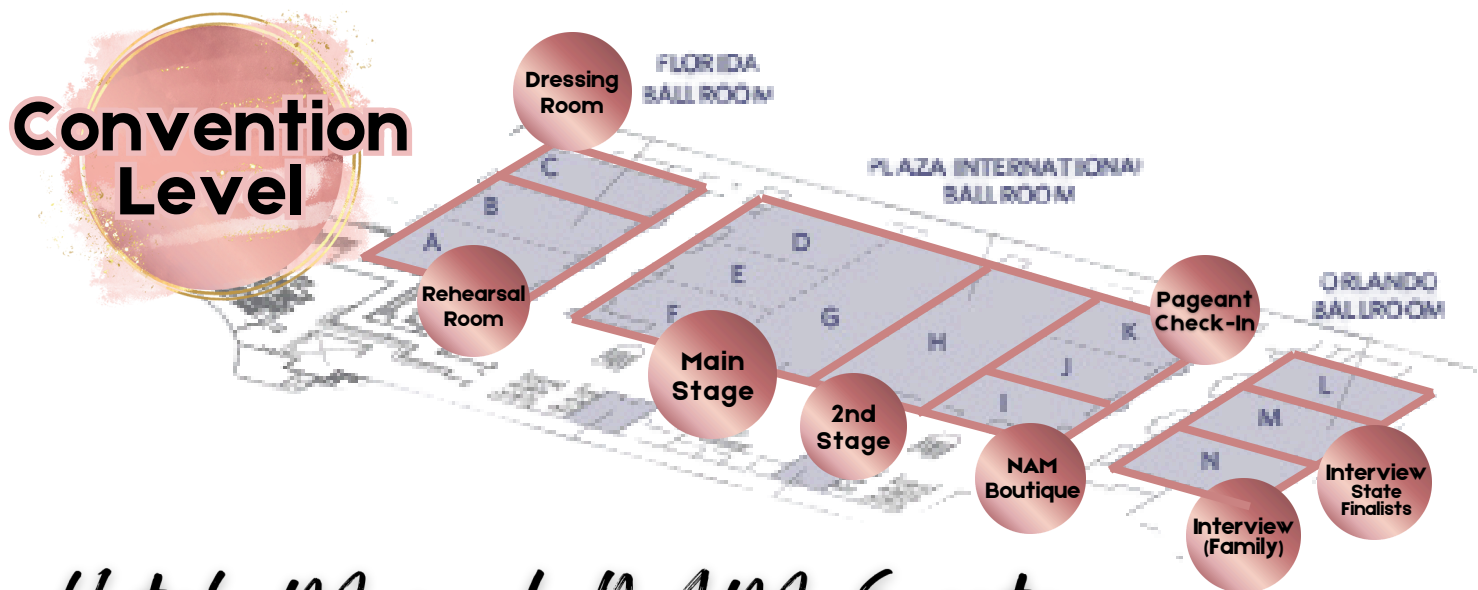 Convention
Level
Dressing
Room
FLORIDA
BALLROOM
C
B
A
Rehearsal
Room
PLAZA INTERNATIONAL
BALLROOM
D
E
F
G
H
I
J
K
Main
Stage
2nd
Stage
NAM
Boutique
Pageant
Check-In
ORLANDO
BALLROOM
L
M
N
Interview
State
Finalists
Interview
(Family)